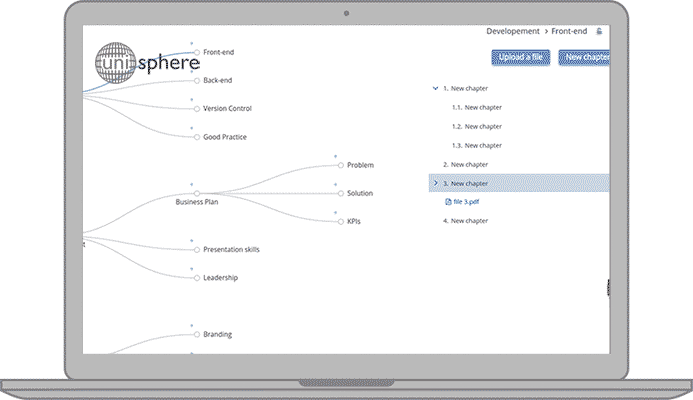 Developement > Front-end
unisphere
Front-end
Upload a file
New chapter
Back-end
Version Control
Good Practice
Problem
Business Plan
Solution
KPIs
t
Presentation skills
Leadership
Branding
1. New chapter
1.1. New chapter
1.2. New chapter
1.3. New chapter
2. New chapter
3. New chapter
file 3.pdf
4. New chapter